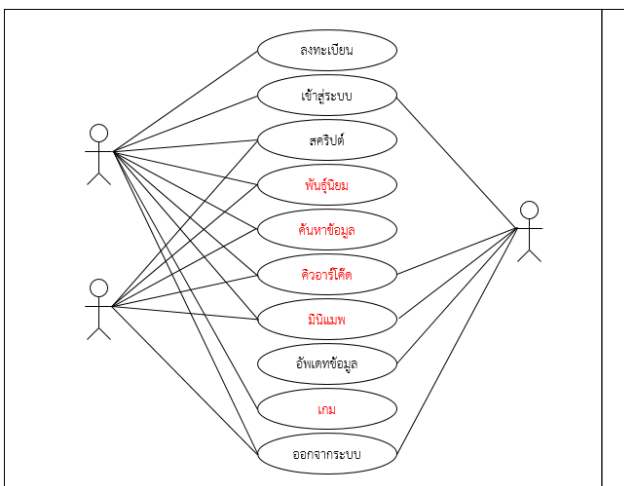 ลงทะเบียน
เข้าสู่ระบบ
สคริปต์
พันธุ์นิยม
ค้นหาข้อมูล
คิวอาร์โค๊ด
มินิแมพ
อัพเดทข้อมูล
เกม
ออกจากระบบ